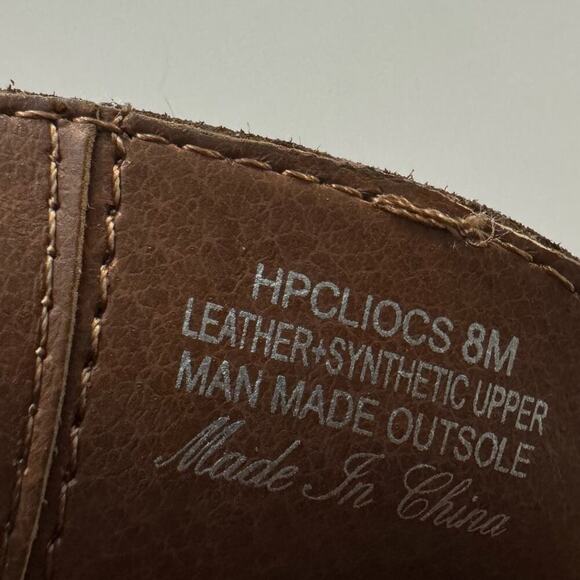 HPCLIOCS 8M
LEATHER+SYNTHETIC UPPER
MAN MADE OUTSOLE
Made In China